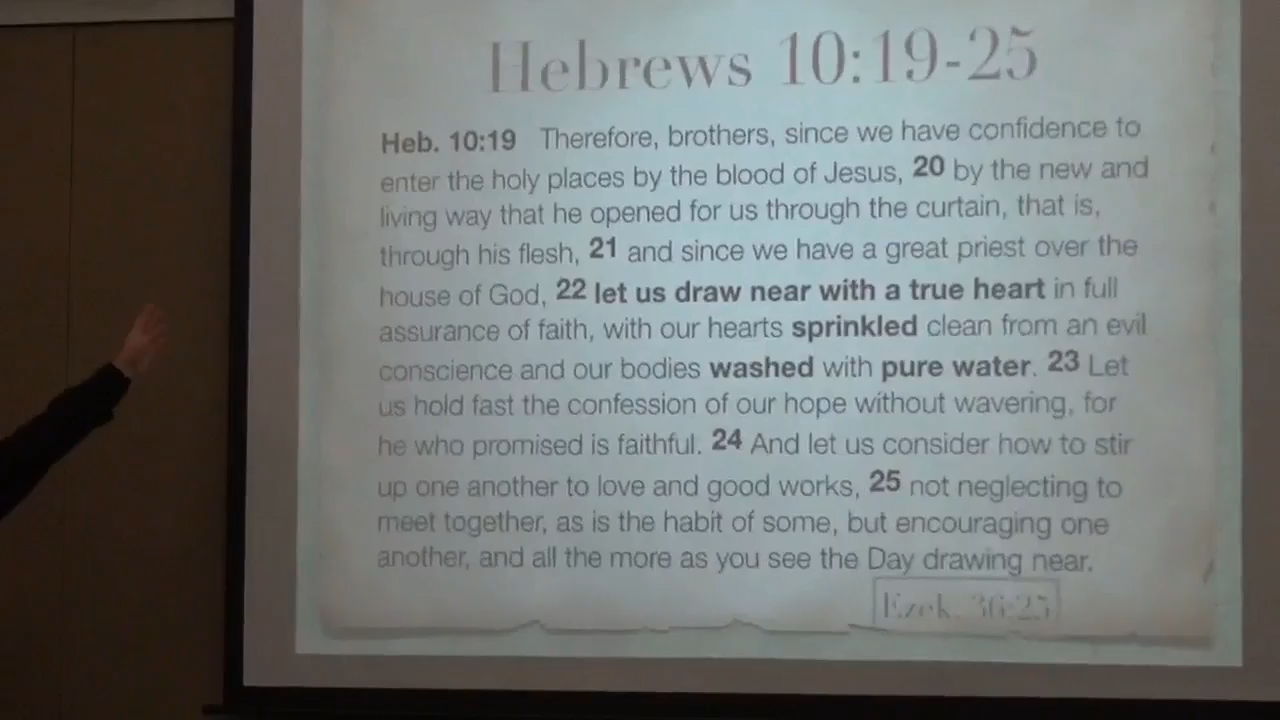 Hebrews 10:19-25
Heb. 10:19 Therefore, brothers, since we have confidence to
enter the holy places by the blood of Jesus, 20 by the new and
living way that he opened for us through the curtain, that is,
through his flesh, 21 and since we have a great priest over the
house of God, 22 let us draw near with a true heart in full
assurance of faith, with our hearts sprinkled clean from an evil
conscience and our bodies washed with pure water. 23 Let
us hold fast the confession of our hope without wavering, for
he who promised is faithful. 24 And let us consider how to stir
up one another to love and good works, 25 not neglecting to
meet together, as is the habit of some, but encouraging one
another, and all the more as you see the Day drawing near.
Ezek. 36:25